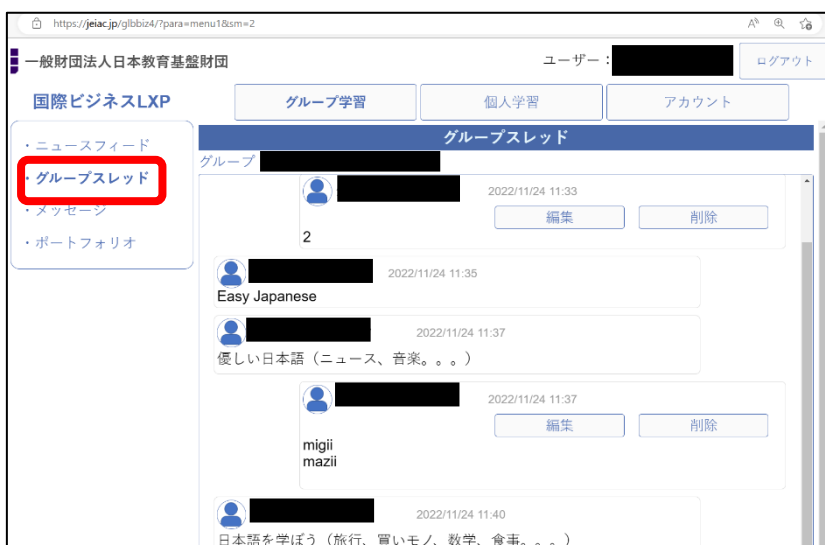 https://jeiac.jp/glbbiz4/?para=menu1&sm=2
一般財団法人日本教育基盤財団
ユーザー：
ログアウト
国際ビジネスLXP
グループ学習
個人学習
アカウント
・ニュースフィード
・グループスレッド
・メッセージ
・ポートフォリオ
グループスレッド
グループ
2022/11/24 11:33
編集
削除
2
2022/11/24 11:35
Easy Japanese
2022/11/24 11:37
優しい日本語（ニュース、音楽。。。）
2022/11/24 11:37
編集
削除
migii
mazii
2022/11/24 11:40
日本語を学ぼう（旅行、買いモノ、数学、食事。。。）